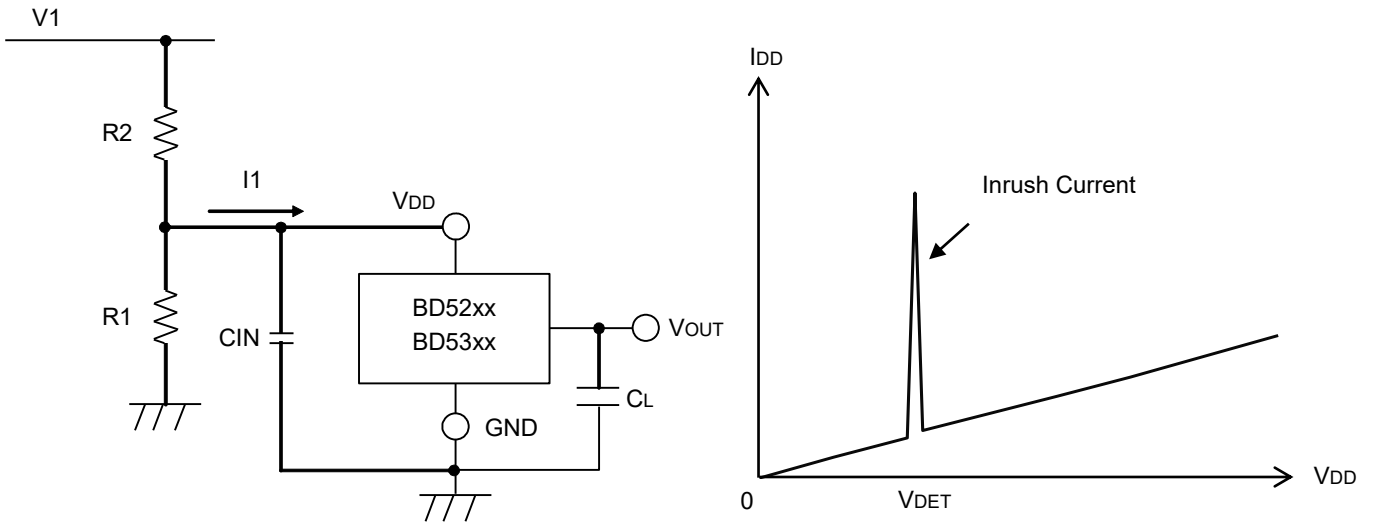 V1
R2
I1
VDD
R1
CIN
BD52xx
BD53xx
VOUT
CL
GND
IDD
Inrush Current
0
VDET
VDD